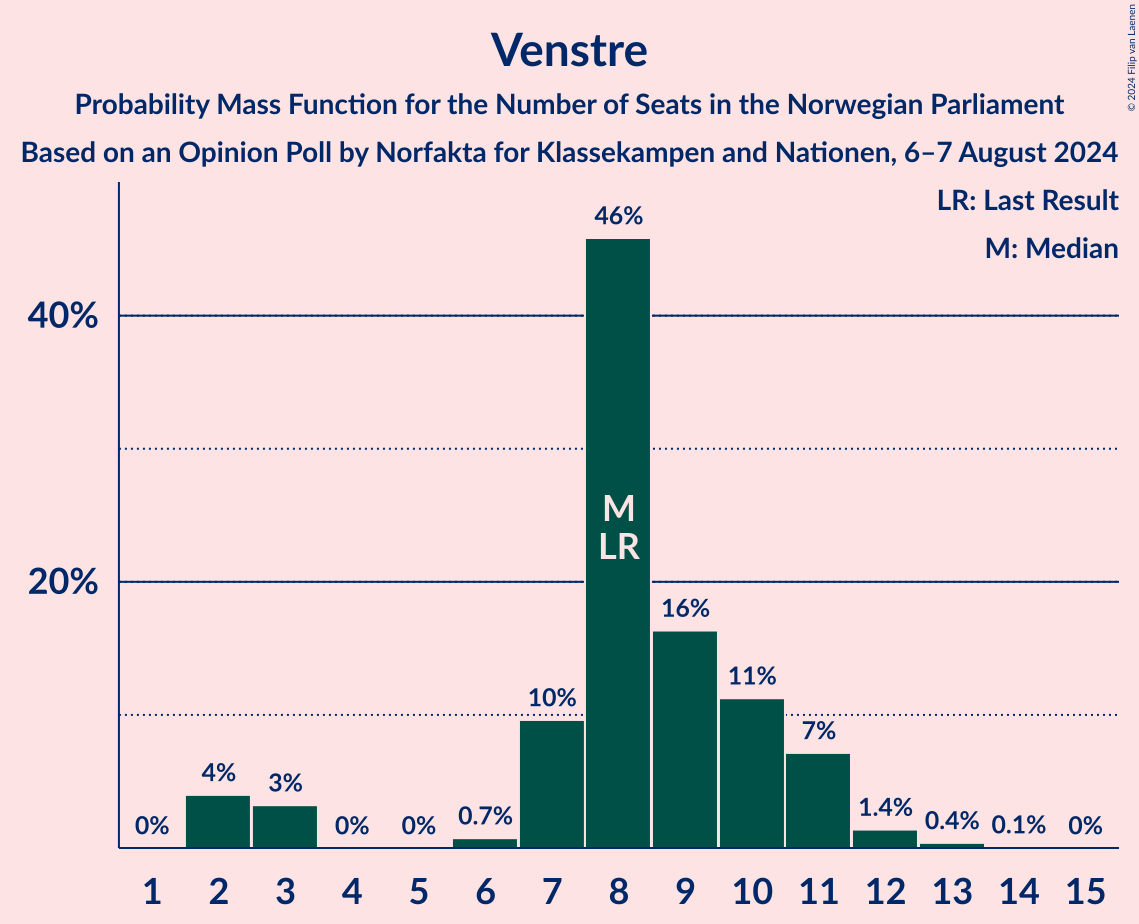 Venstre
Probability Mass Function for the Number of Seats in the Norwegian Parliament
Based on an Opinion Poll by Norfakta for Klassekampen and Nationen, 6–7 August 2024
© 2024 Filip van Laenen
LR: Last Result
M: Median
40%
20%
0%
4%
3%
0%
0%
0.7%
10%
46%
16%
11%
7%
1.4%
0.4%
0.1%
0%
M
LR
1 2 3 4 5 6 7 8 9 10 11 12 13 14 15